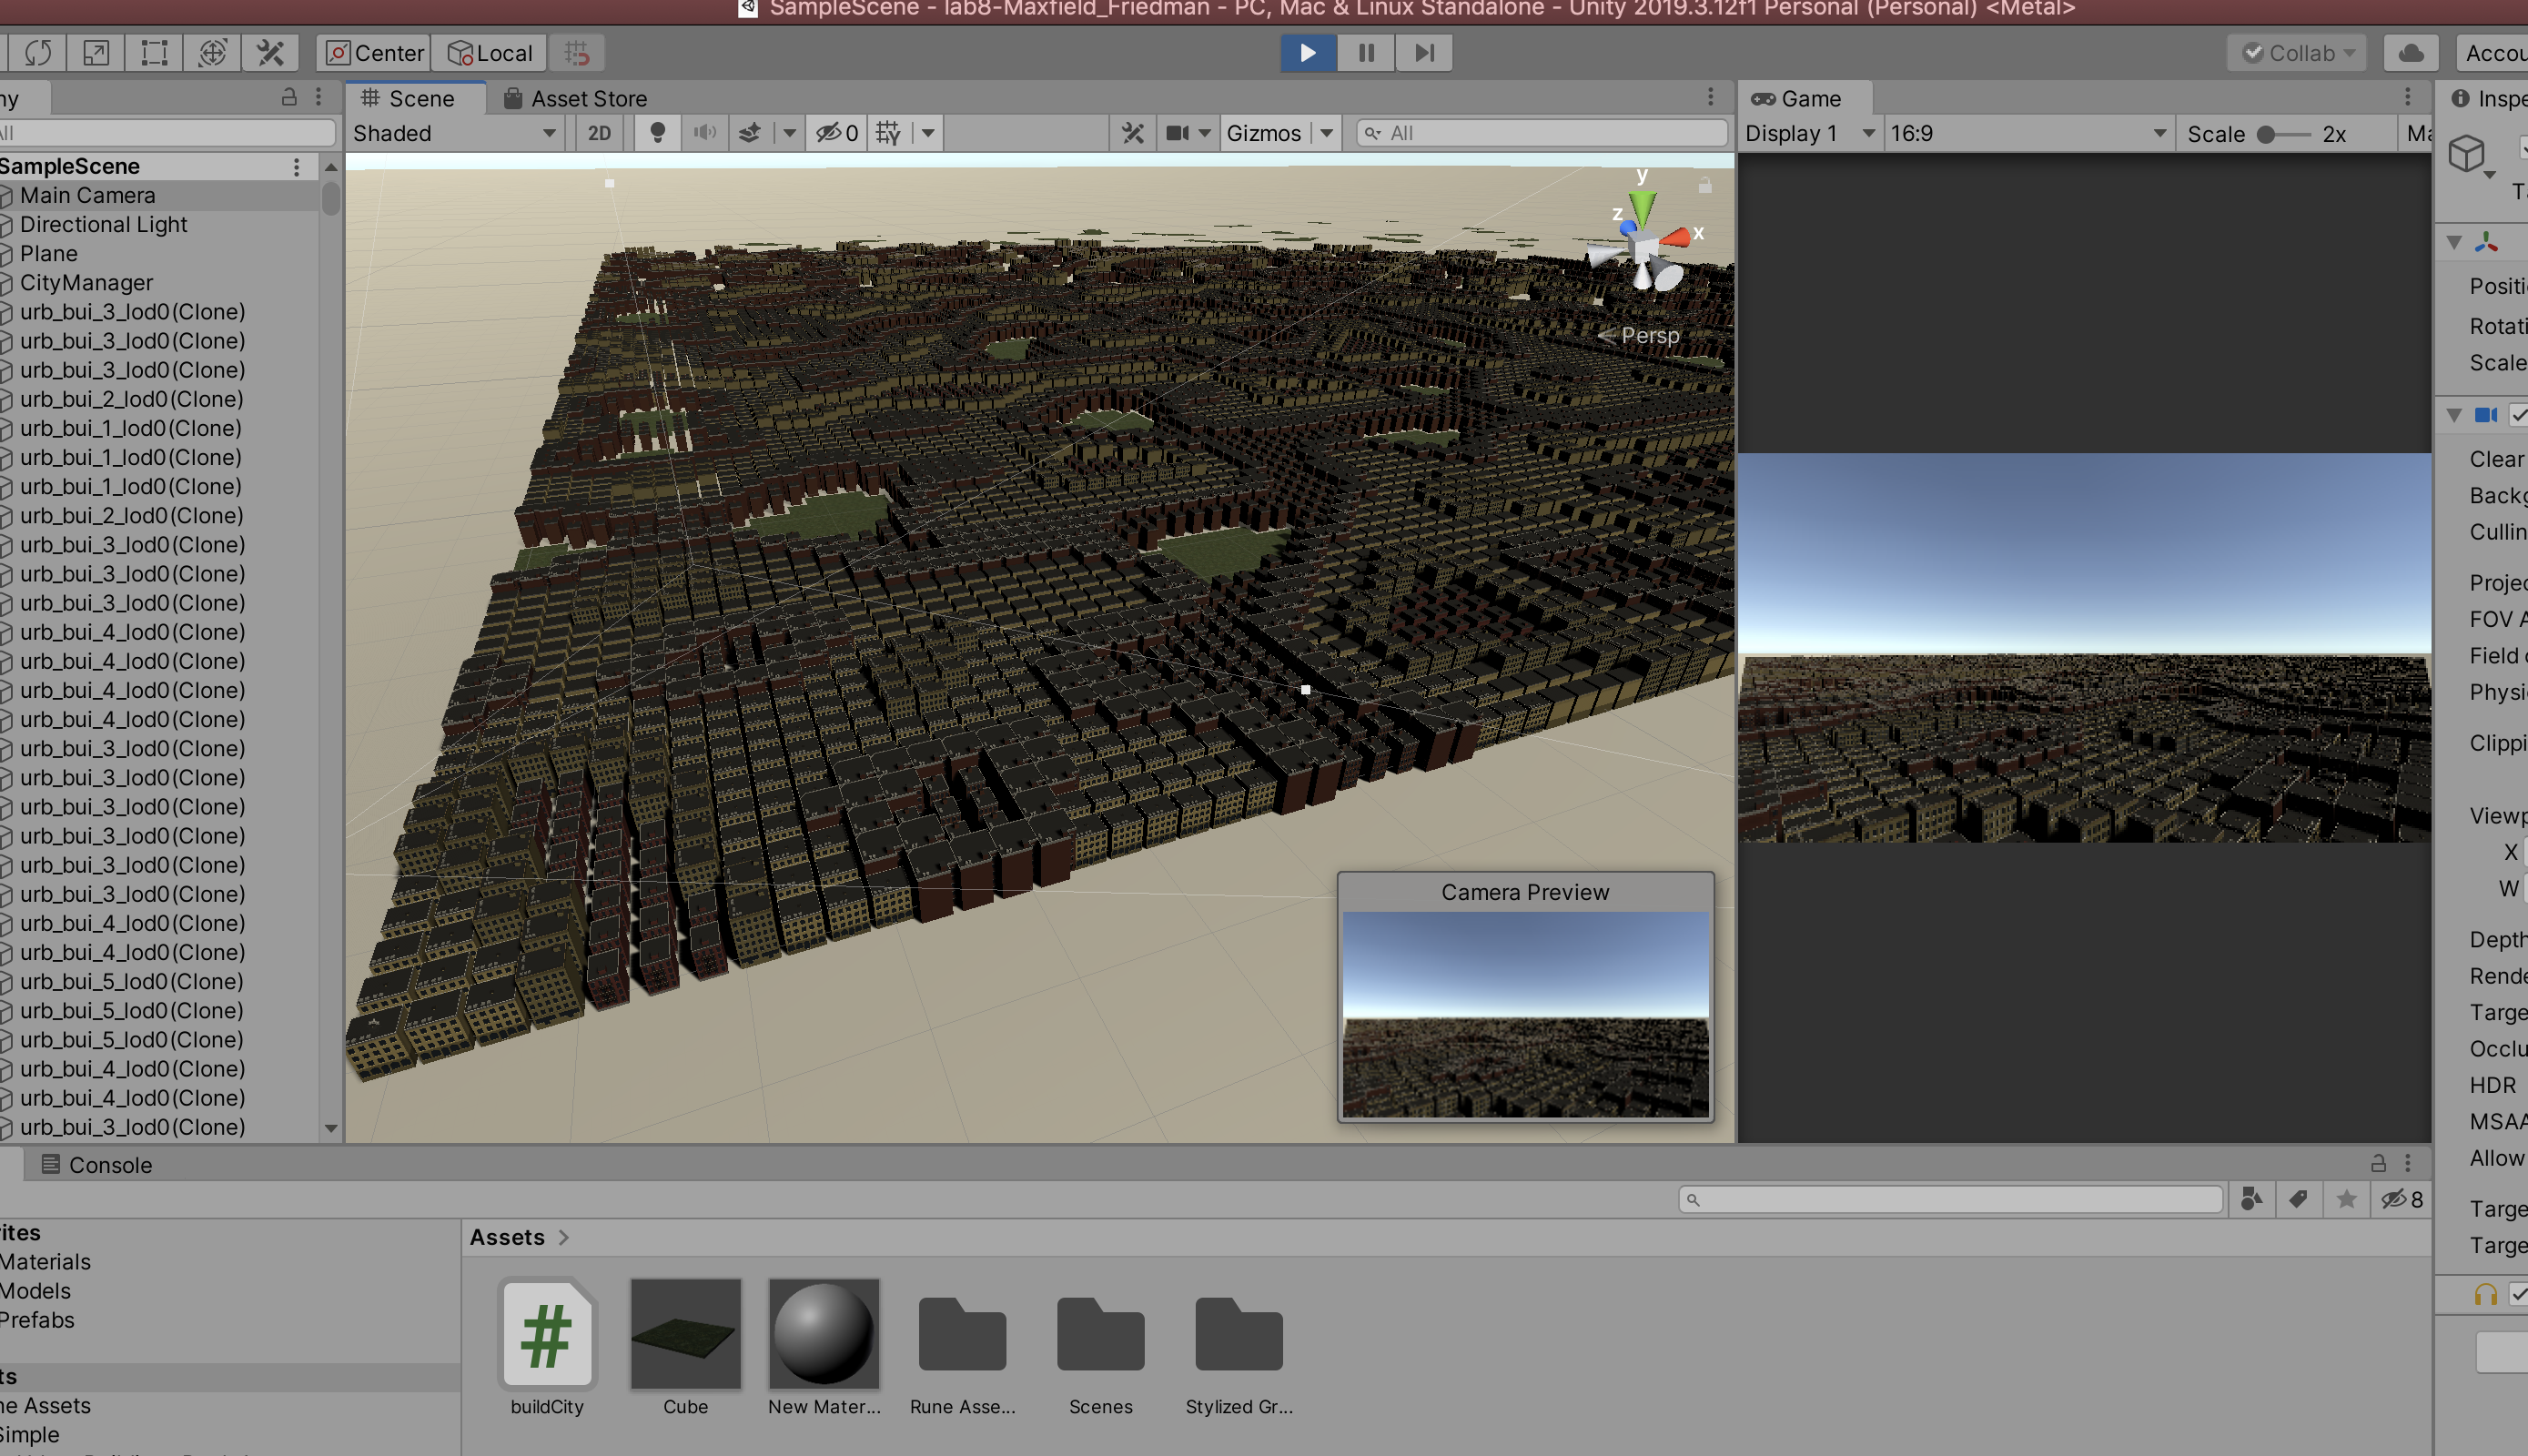 SampleScene - lab8-Maxfield_Friedman - PC, Mac & Linux Standalone - Unity 2019.3.12f1 Personal (Personal) <Metal>
Center Local Collab Accou
ny Scene Asset Store Game Inspe
All Shaded 2D 0 Gizmos All Display 1 16:9 Scale 2x Ma
SampleScene
Main Camera
Directional Light
Plane
CityManager
urb_bui_3_lod0(Clone)
urb_bui_3_lod0(Clone)
urb_bui_3_lod0(Clone)
urb_bui_2_lod0(Clone)
urb_bui_1_lod0(Clone)
urb_bui_1_lod0(Clone)
urb_bui_1_lod0(Clone)
urb_bui_2_lod0(Clone)
urb_bui_3_lod0(Clone)
urb_bui_3_lod0(Clone)
urb_bui_3_lod0(Clone)
urb_bui_4_lod0(Clone)
urb_bui_4_lod0(Clone)
urb_bui_4_lod0(Clone)
urb_bui_4_lod0(Clone)
urb_bui_3_lod0(Clone)
urb_bui_3_lod0(Clone)
urb_bui_3_lod0(Clone)
urb_bui_3_lod0(Clone)
urb_bui_3_lod0(Clone)
urb_bui_3_lod0(Clone)
urb_bui_4_lod0(Clone)
urb_bui_4_lod0(Clone)
urb_bui_5_lod0(Clone)
urb_bui_5_lod0(Clone)
urb_bui_5_lod0(Clone)
urb_bui_4_lod0(Clone)
urb_bui_4_lod0(Clone)
urb_bui_3_lod0(Clone)
y
z
x
Persp
Camera Preview
Ta
Positi
Rotati
Scale
Clear
Backg
Cullin
Projec
FOV A
Field o
Physi
Clippi
Viewp
X
W
Depth
Rende
Targe
Occlu
HDR
MSAA
Allow
Targe
Targe
Console
8
rites
Materials
Models
Prefabs
ts
ne Assets
Simple
Assets
buildCity Cube New Mater... Rune Asse... Scenes Stylized Gr...